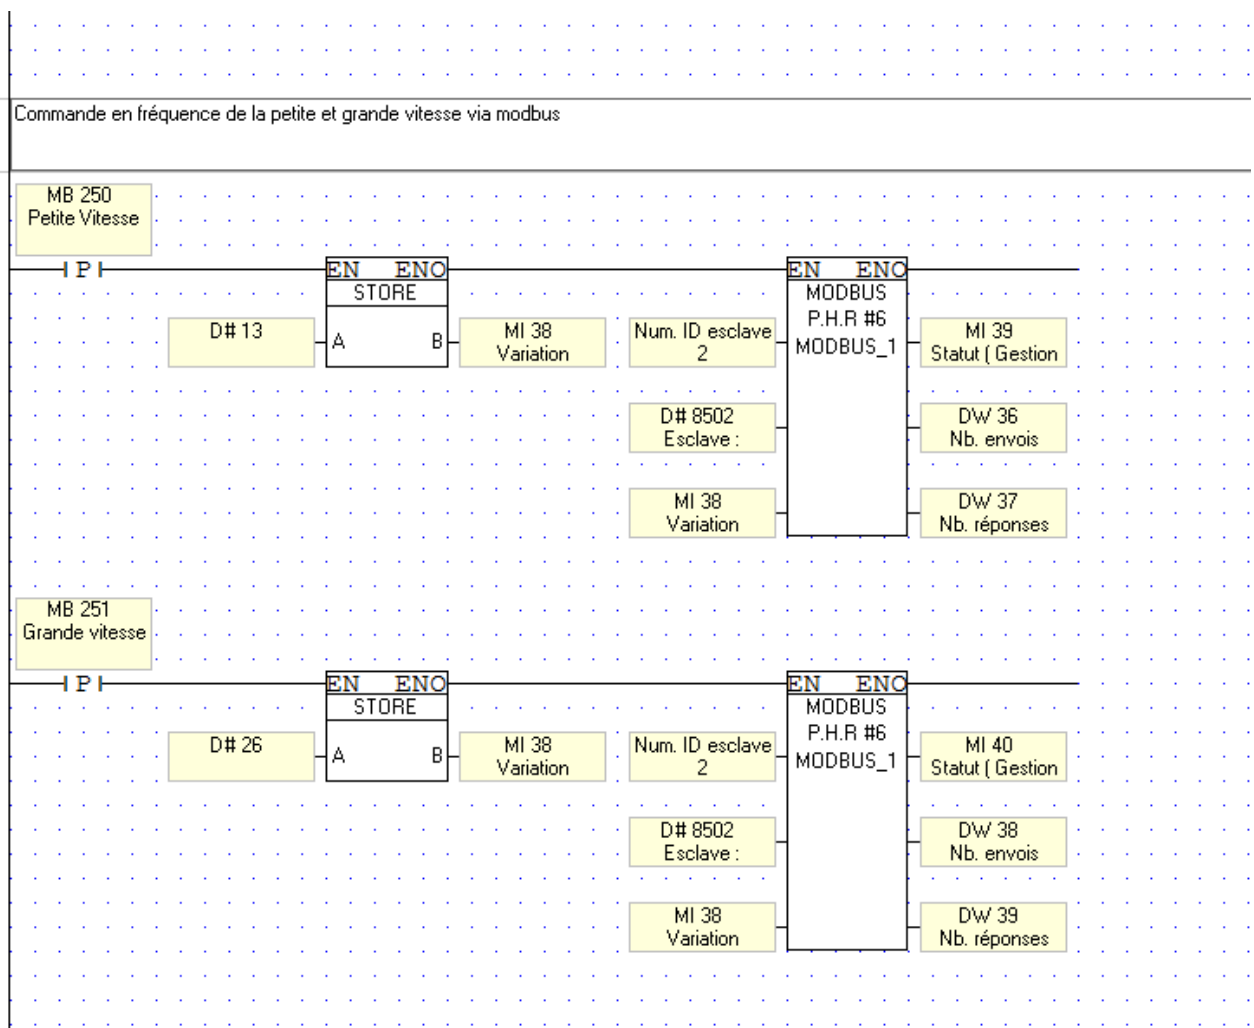 Commande en fréquence de la petite et grande vitesse via modbus
MB 250
Petite Vitesse
P
EN ENO
STORE
A B
D# 13
MI 38
Variation
EN ENO
MODBUS
P.H.R #6
MODBUS_1
Num. ID esclave
2
D# 8502
Esclave :
MI 38
Variation
MI 39
Statut ( Gestion
DW 36
Nb. envois
DW 37
Nb. réponses
MB 251
Grande vitesse
P
EN ENO
STORE
A B
D# 26
MI 38
Variation
EN ENO
MODBUS
P.H.R #6
MODBUS_1
Num. ID esclave
2
D# 8502
Esclave :
MI 38
Variation
MI 40
Statut ( Gestion
DW 38
Nb. envois
DW 39
Nb. réponses